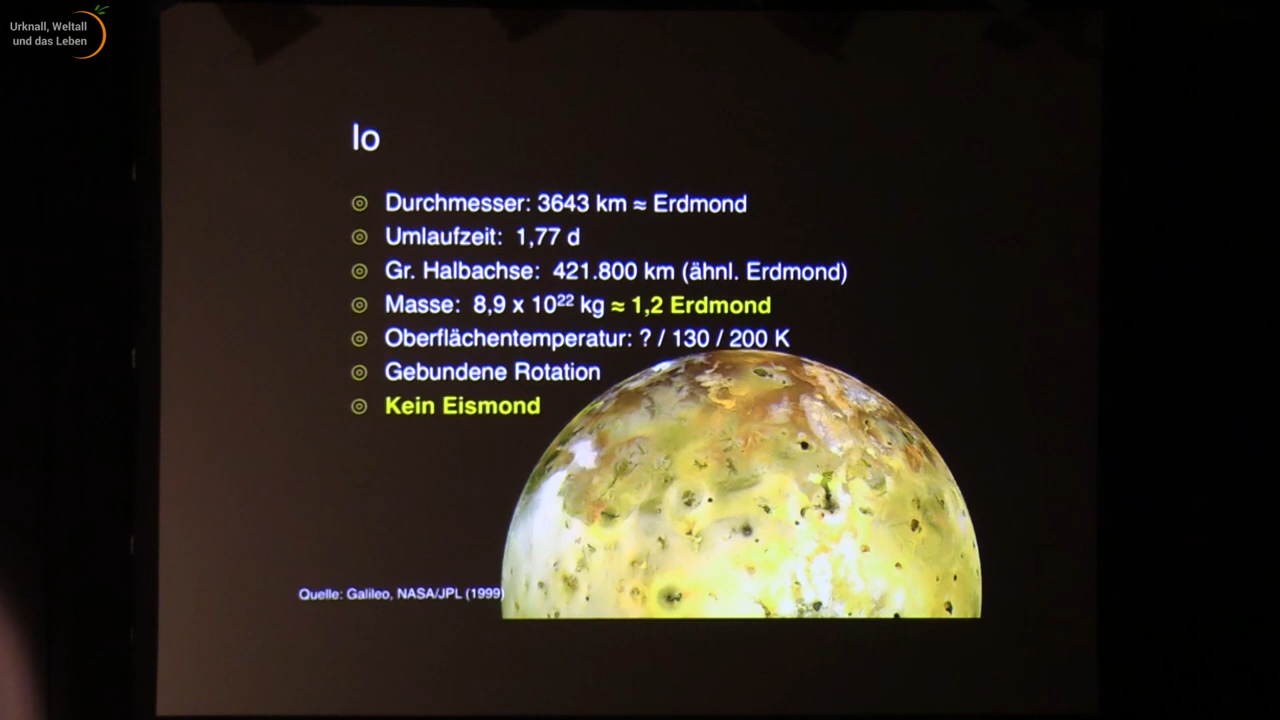 Urknall, Weltall
und das Leben
Io
Durchmesser: 3643 km ≈ Erdmond
Umlaufzeit: 1,77 d
Gr. Halbachse: 421.800 km (ähnl. Erdmond)
Masse: 8,9 x 10²² kg ≈ 1,2 Erdmond
Oberflächentemperatur: ? / 130 / 200 K
Gebundene Rotation
Kein Eismond
Quelle: Galileo, NASA/JPL (1999)